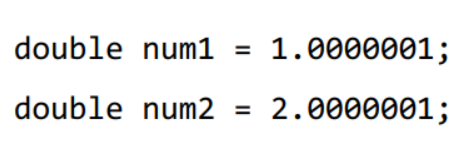 double num1 = 1.0000001;
double num2 = 2.0000001;